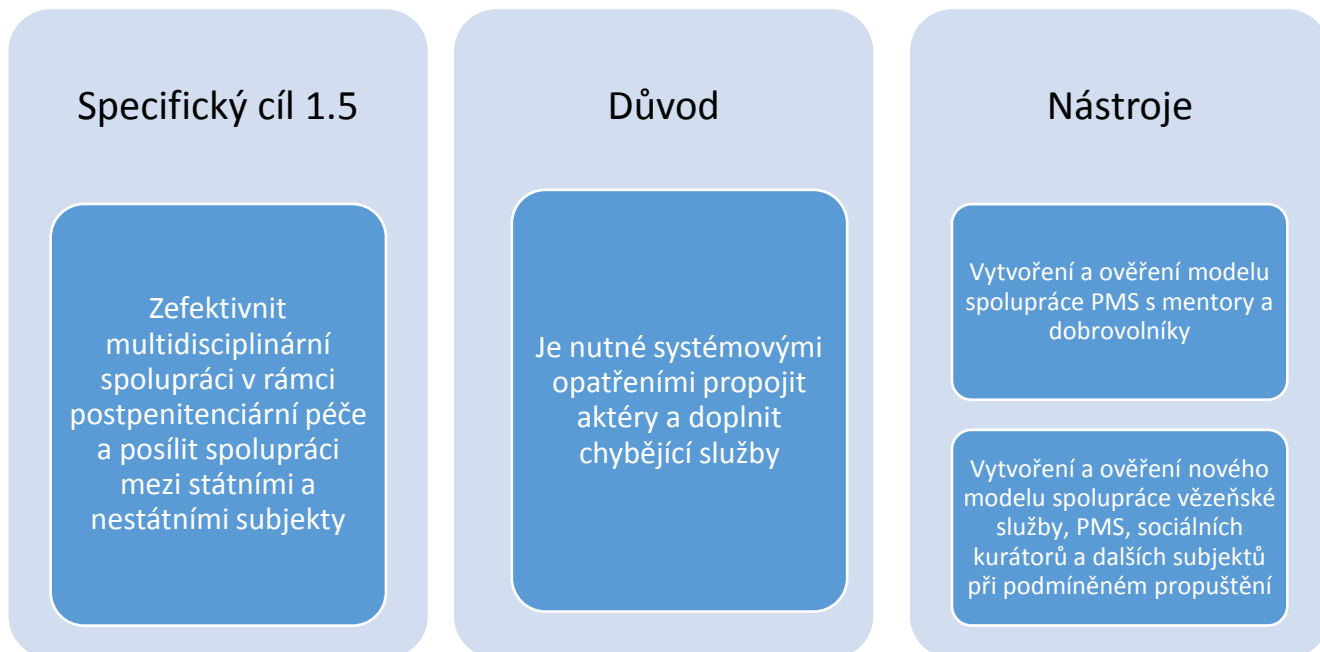 Specifický cíl 1.5
Zefektivnit
multidisciplinární
spolupráci v rámci
postpenitenciární péče
a posílit spolupráci
mezi státními a
nestátními subjekty
Důvod
Je nutné systémovými
opatřeními propojit
aktéry a doplnit
chybějící služby
Nástroje
Vytvoření a ověření modelu
spolupráce PMS s mentory a
dobrovolníky
Vytvoření a ověření nového
modelu spolupráce vězeňské
služby, PMS, sociálních
kurátorů a dalších subjektů
při podmíněném propuštění